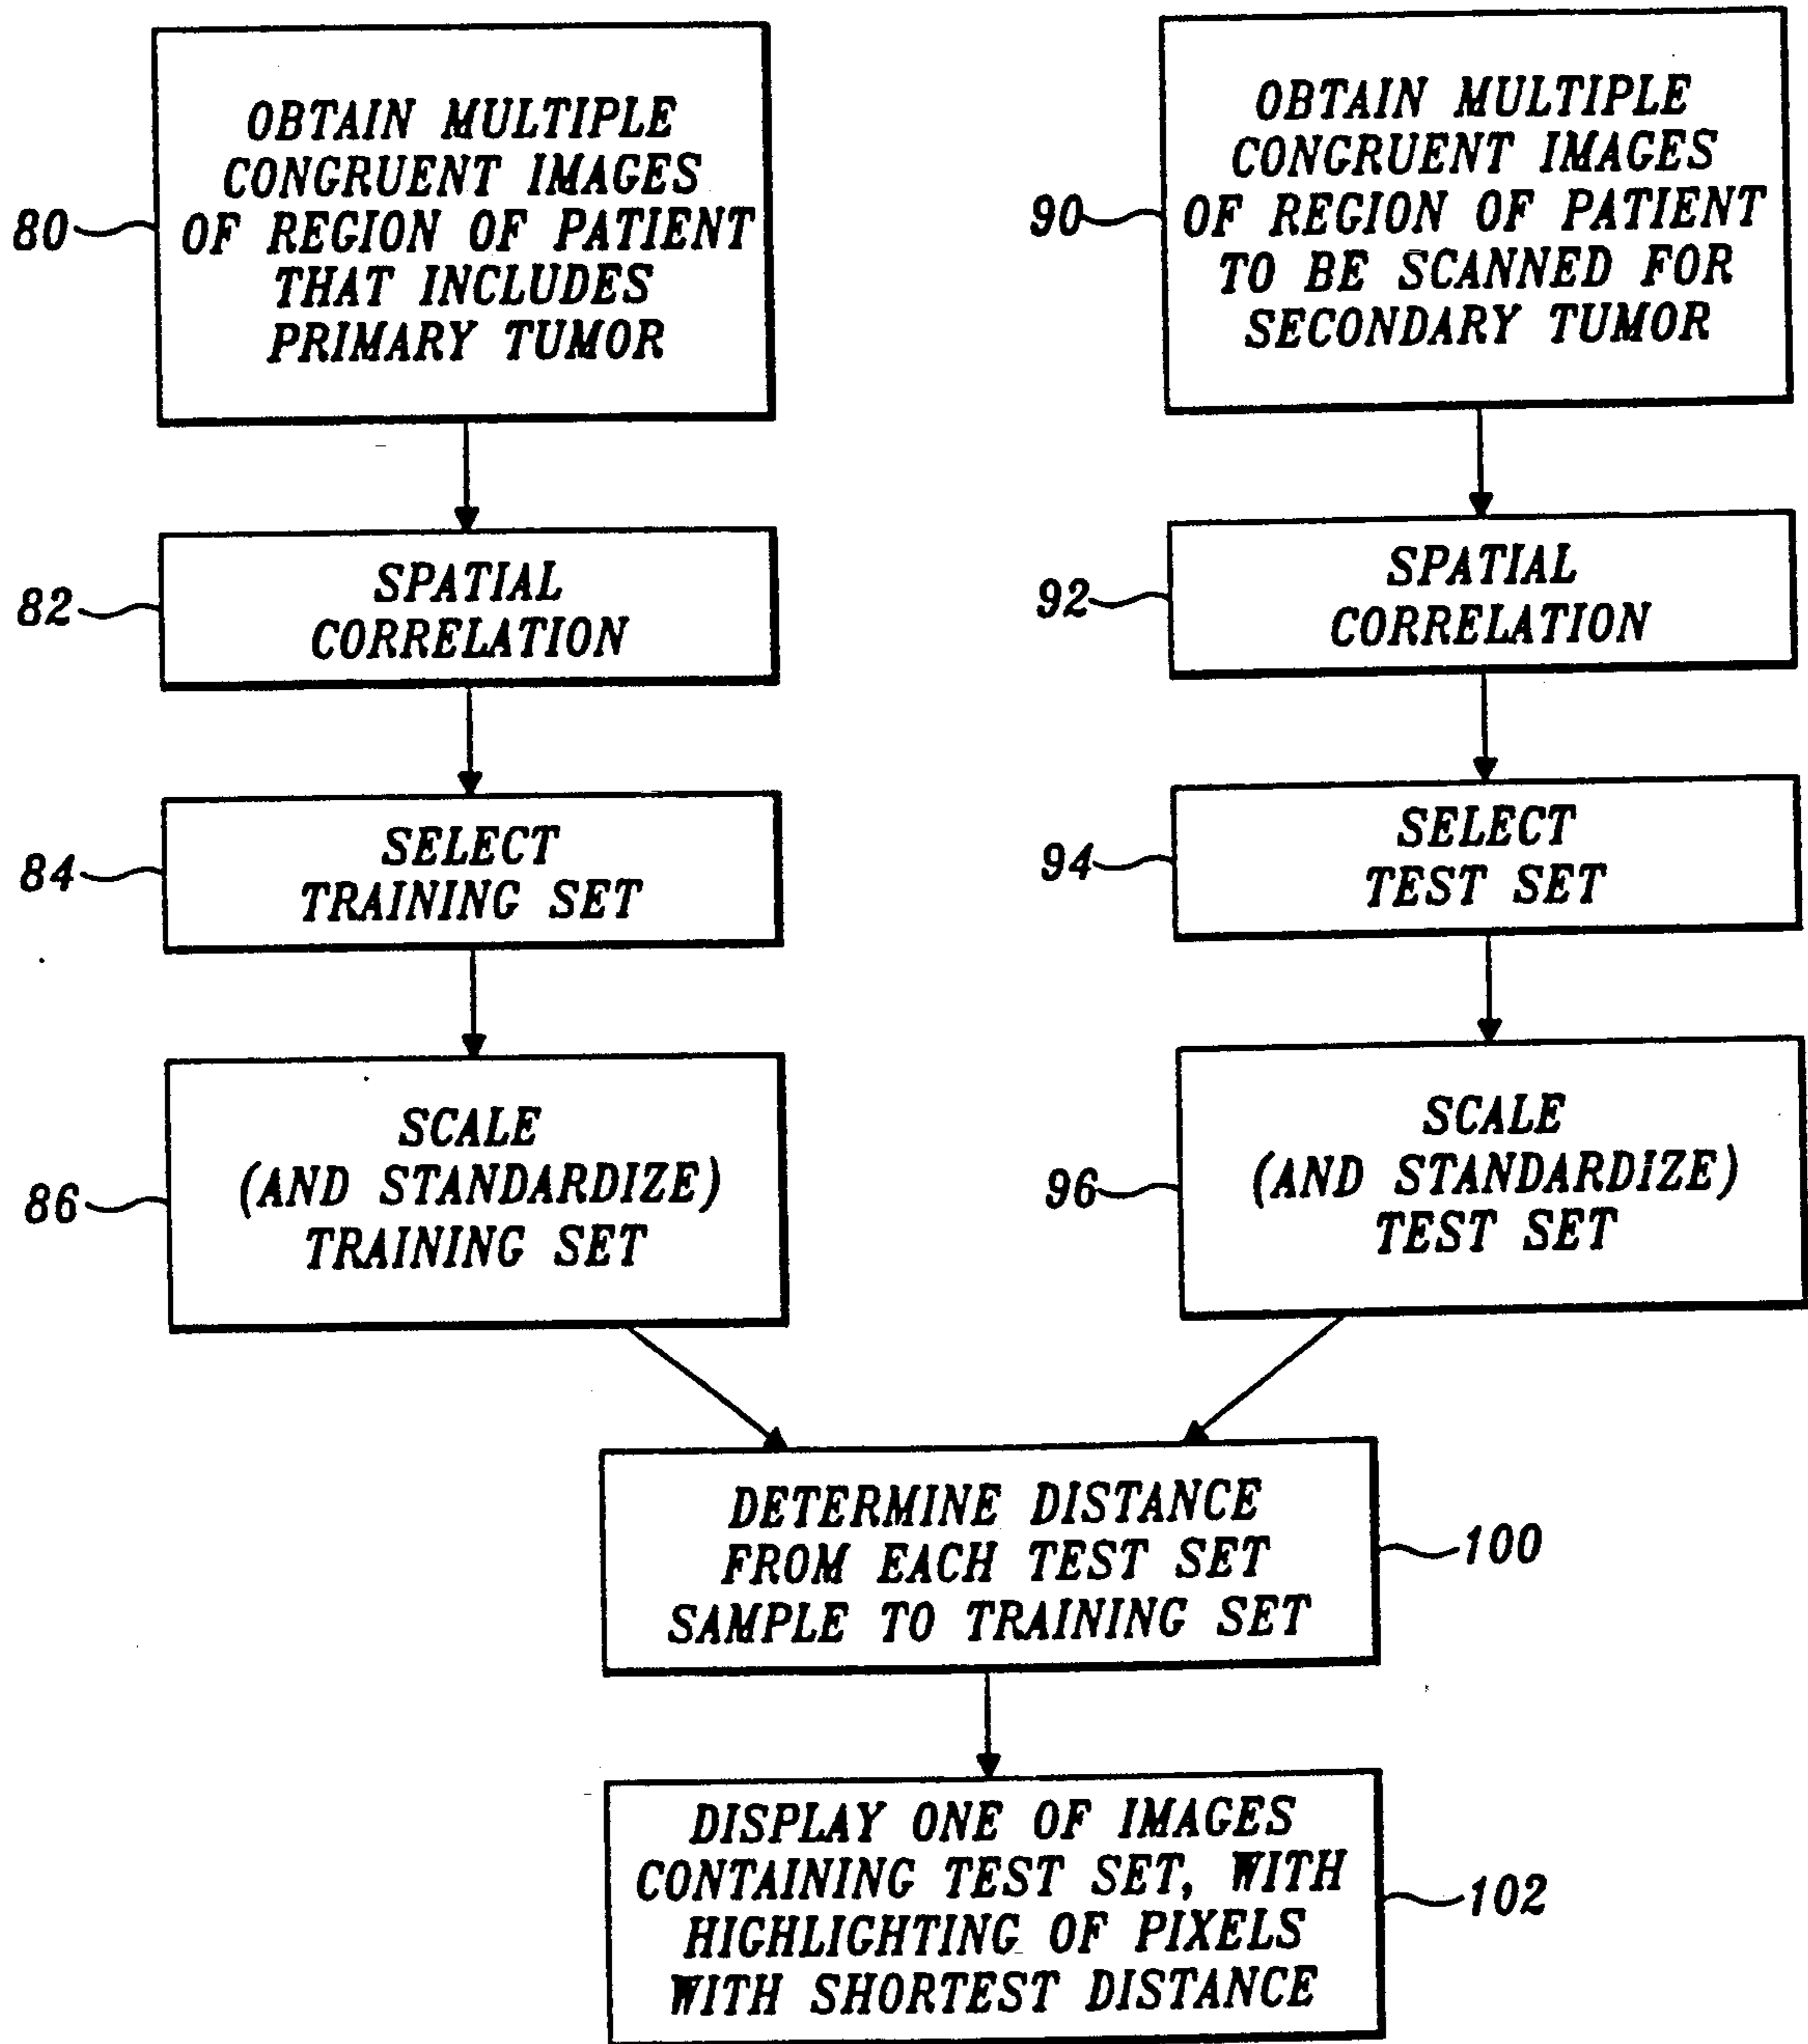 OBTAIN MULTIPLE
CONGRUENT IMAGES
OF REGION OF PATIENT
THAT INCLUDES
PRIMARY TUMOR
80
SPATIAL
CORRELATION
82
SELECT
TRAINING SET
84
SCALE
(AND STANDARDIZE)
TRAINING SET
86
OBTAIN MULTIPLE
CONGRUENT IMAGES
OF REGION OF PATIENT
TO BE SCANNED FOR
SECONDARY TUMOR
90
SPATIAL
CORRELATION
92
SELECT
TEST SET
94
SCALE
(AND STANDARDIZE)
TEST SET
96
DETERMINE DISTANCE
FROM EACH TEST SET
SAMPLE TO TRAINING SET
100
DISPLAY ONE OF IMAGES
CONTAINING TEST SET, WITH
HIGHLIGHTING OF PIXELS
WITH SHORTEST DISTANCE
102